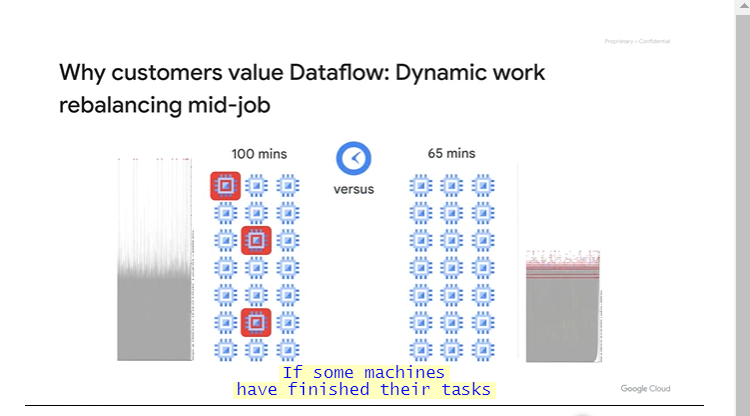 Proprietary + Confidential
Why customers value Dataflow: Dynamic work
rebalancing mid-job
100 mins
65 mins
versus
If some machines
have finished their tasks
Google Cloud